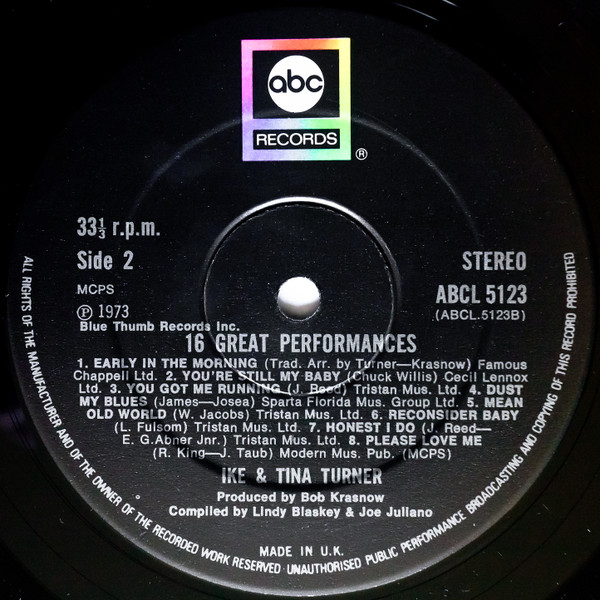 abc
RECORDS
®
33⅓ r.p.m.
Side 2
STEREO
MCPS
ABCL 5123
(ABCL.5123B)
℗ 1973
Blue Thumb Records Inc.
16 GREAT PERFORMANCES
1. EARLY IN THE MORNING (Trad. Arr. by Turner—Krasnow) Famous
Chappell Ltd. 2. YOU'RE STILL MY BABY (Chuck Willis) Cecil Lennox
Ltd. 3. YOU GOT ME RUNNING (J. Reed) Tristan Mus. Ltd. 4. DUST
MY BLUES (James—Josea) Sparta Florida Mus. Group Ltd. 5. MEAN
OLD WORLD (W. Jacobs) Tristan Mus. Ltd. 6. RECONSIDER BABY
(L. Fulsom) Tristan Mus. Ltd. 7. HONEST I DO (J. Reed—
E. G.Abner Jnr.) Tristan Mus. Ltd. 8. PLEASE LOVE ME
(R. King—J. Taub) Modern Mus. Pub. (MCPS)
IKE & TINA TURNER
Produced by Bob Krasnow
Compiled by Lindy Blaskey & Joe Juliano
MADE IN U.K.
ALL RIGHTS OF THE MANUFACTURER AND OF THE OWNER OF THE RECORDED WORK RESERVED · UNAUTHORISED PUBLIC PERFORMANCE BROADCASTING AND COPYING OF THIS RECORD PROHIBITED